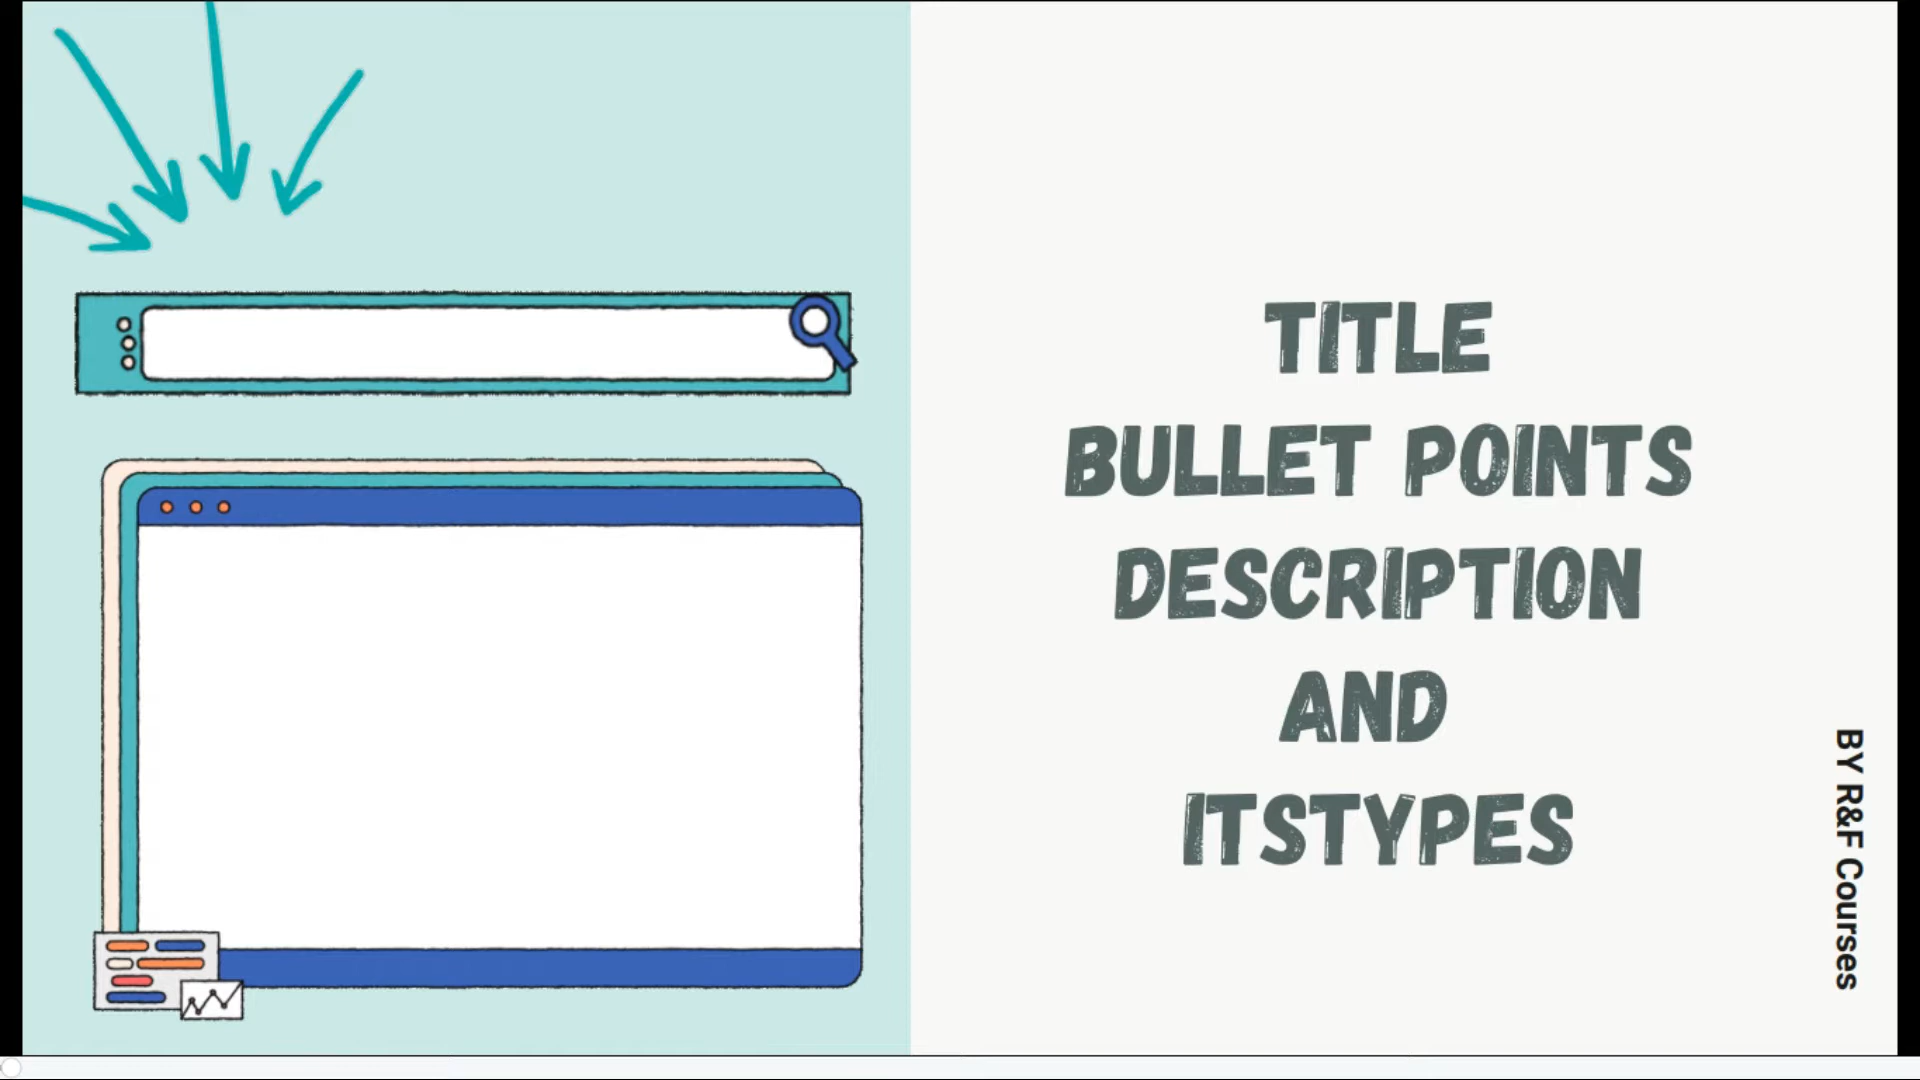 TITLE
BULLET POINTS
DESCRIPTION
AND
ITSTYPES
BY R&F Courses